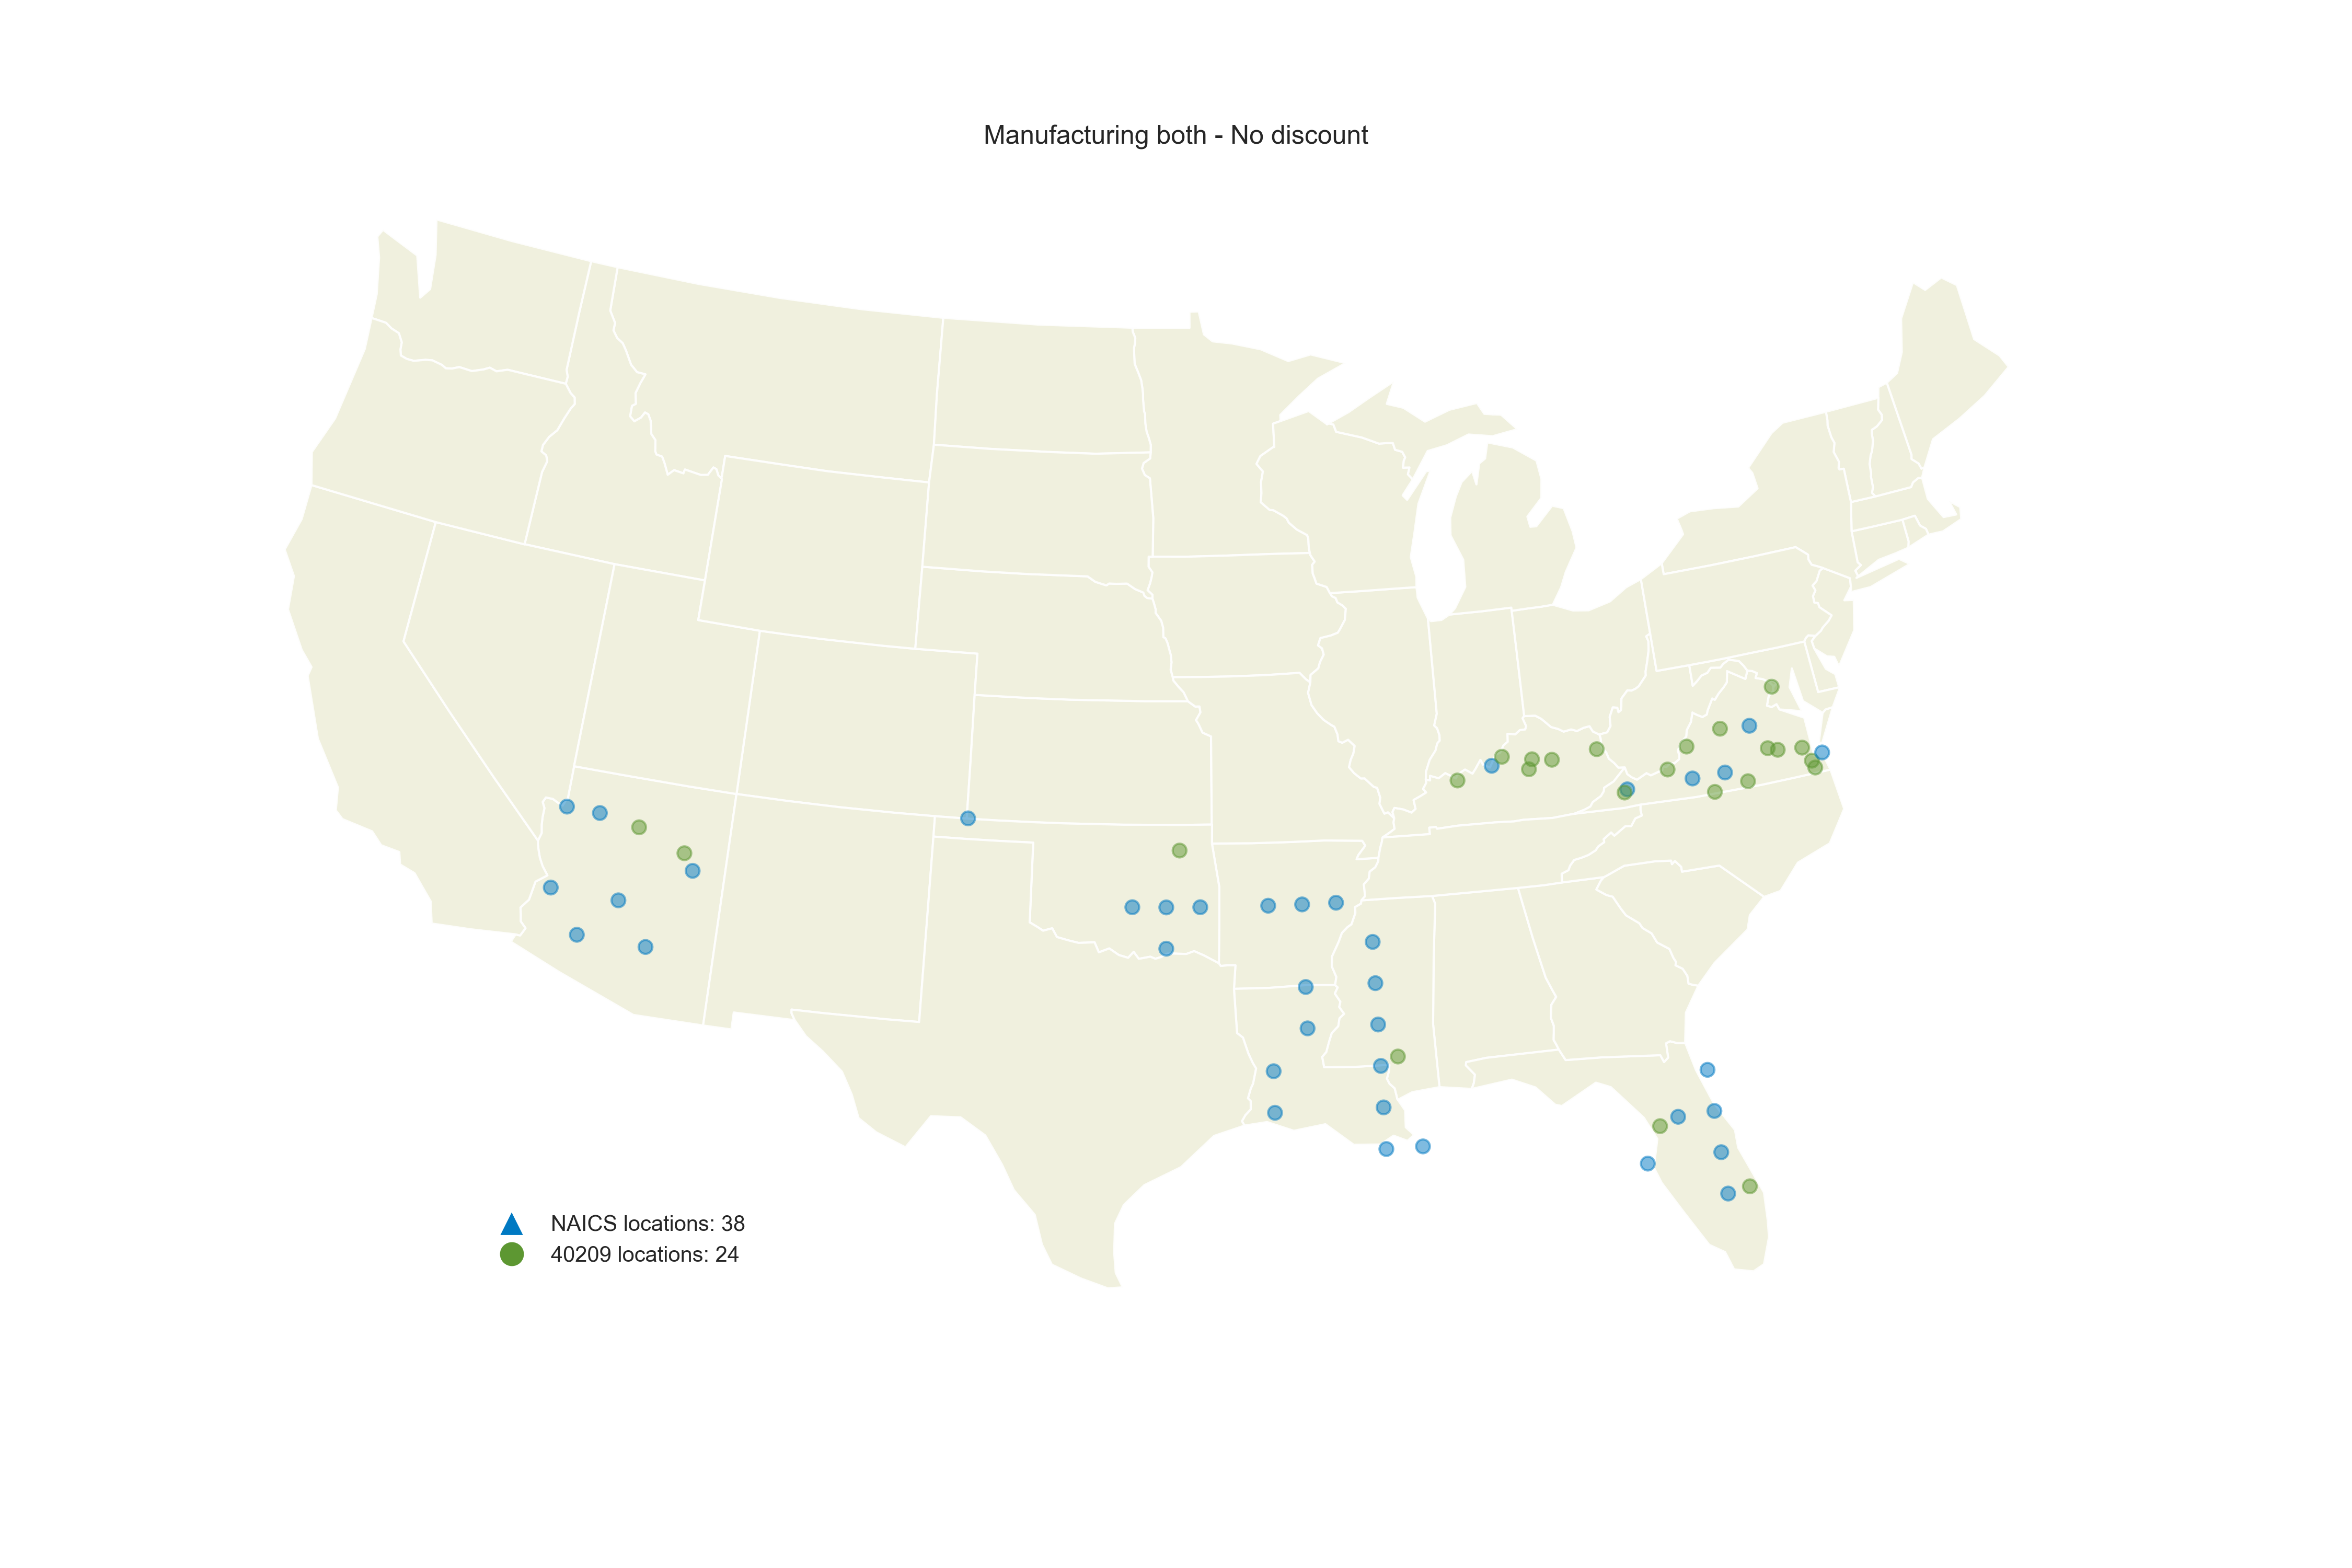 Manufacturing both - No discount
NAICS locations: 38
40209 locations: 24